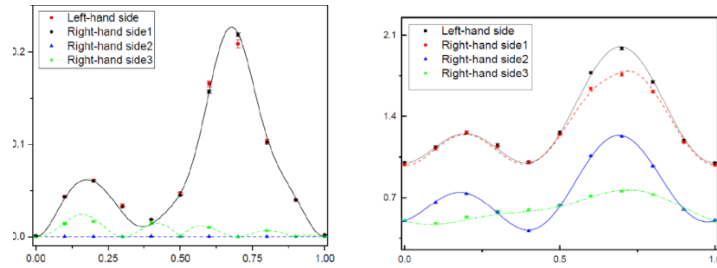 Left-hand side
Right-hand side1
Right-hand side2
Right-hand side3
0.2
0.1
0.0
0.00
0.25
0.50
0.75
1.00
Left-hand side
Right-hand side1
Right-hand side2
Right-hand side3
2.1
1.4
0.7
0.0
0.5
1.0